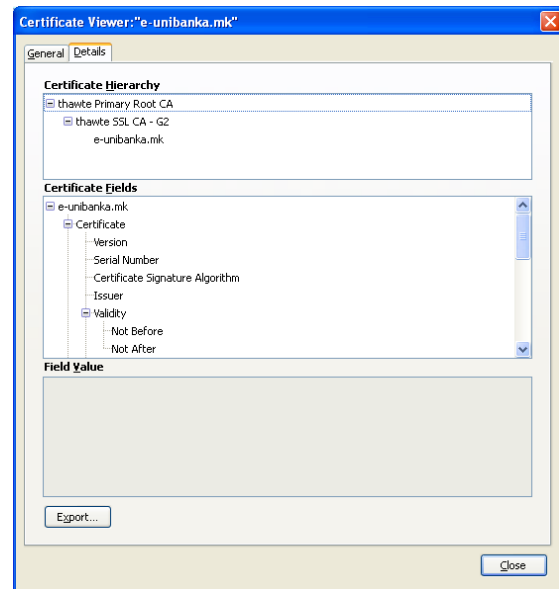 Certificate Viewer:"e-unibanka.mk"
General Details
Certificate Hierarchy
thawte Primary Root CA
thawte SSL CA - G2
e-unibanka.mk
Certificate Fields
e-unibanka.mk
Certificate
Version
Serial Number
Certificate Signature Algorithm
Issuer
Validity
Not Before
Not After
Field Value
Export...
Close